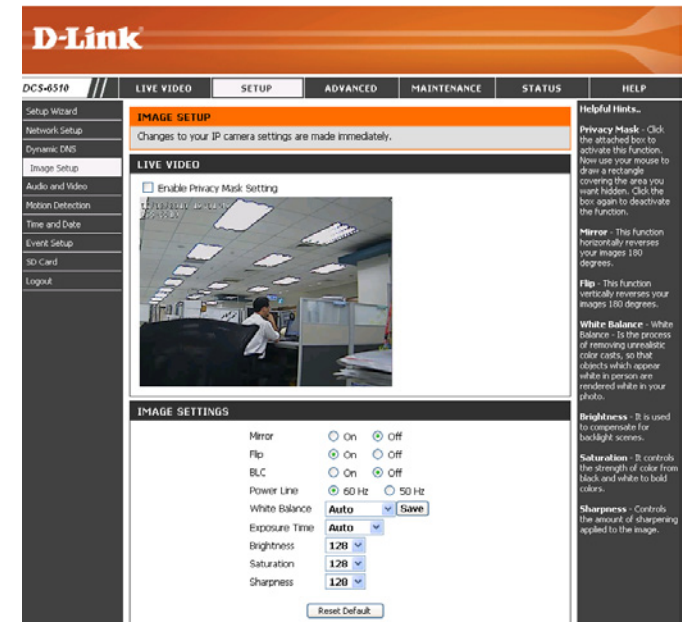 D-Link
DCS-6510
LIVE VIDEO
SETUP
ADVANCED
MAINTENANCE
STATUS
HELP
Setup Wizard
Network Setup
Dynamic DNS
Image Setup
Audio and Video
Motion Detection
Time and Date
Event Setup
SD Card
Logout
IMAGE SETUP
Changes to your IP camera settings are made immediately.
LIVE VIDEO
Enable Privacy Mask Setting
IMAGE SETTINGS
Mirror On Off
Flip On Off
BLC On Off
Power Line 60 Hz 50 Hz
White Balance Auto Save
Exposure Time Auto
Brightness 128
Saturation 128
Sharpness 128
Reset Default
Helpful Hints..
Privacy Mask - Click
the attached box to
activate this function.
Now use your mouse to
draw a rectangle
covering the area you
want hidden. Click the
box again to deactivate
the function.
Mirror - This function
horizontally reverses
your images 180
degrees.
Flip - This function
vertically reverses your
images 180 degrees.
White Balance - White
Balance - Is the process
of removing unrealistic
color casts, so that
objects which appear
white in person are
rendered white in your
photo.
Brightness - It is used
to compensate for
backlight scenes.
Saturation - It controls
the strength of color from
black and white to bold
colors.
Sharpness - Controls
the amount of sharpening
applied to the image.